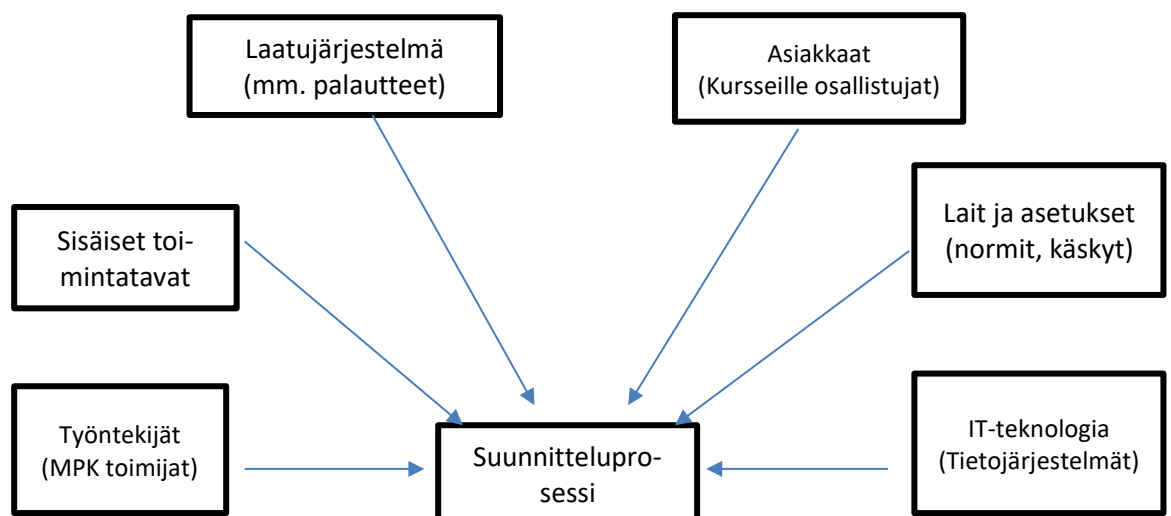 Laatujärjestelmä
(mm. palautteet)
Asiakkaat
(Kursseille osallistujat)
Sisäiset toi-
mintatavat
Lait ja asetukset
(normit, käskyt)
Työntekijät
(MPK toimijat)
Suunnittelupro-
sessi
IT-teknologia
(Tietojärjestelmät)